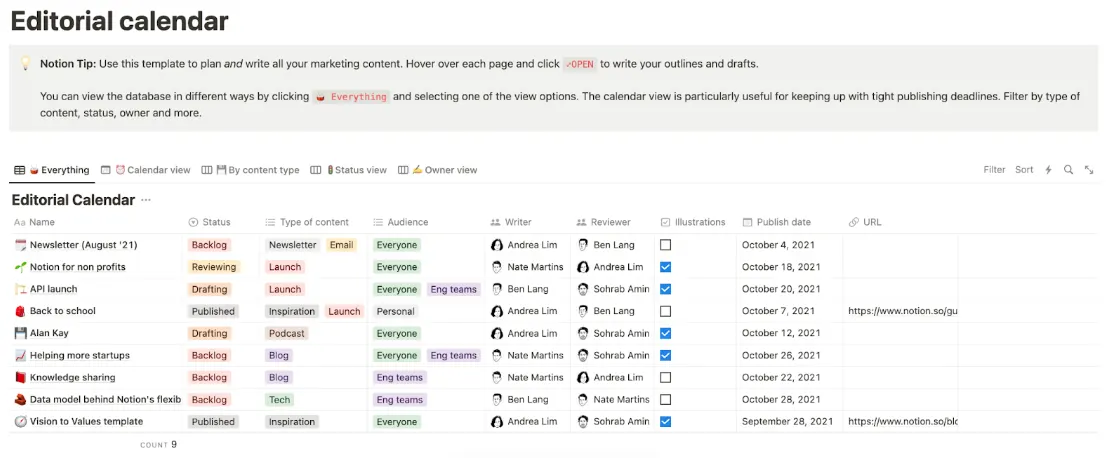 Editorial calendar
Notion Tip: Use this template to plan and write all your marketing content. Hover over each page and click ↗OPEN to write your outlines and drafts.
You can view the database in different ways by clicking 🥁 Everything and selecting one of the view options. The calendar view is particularly useful for keeping up with tight publishing deadlines. Filter by type of
content, status, owner and more.
Everything Calendar view By content type Status view Owner view Filter Sort
Editorial Calendar ...
Aa Name Status Type of content Audience Writer Reviewer Illustrations Publish date URL
Newsletter (August '21) Backlog Newsletter Email Everyone Andrea Lim Ben Lang October 4, 2021
Notion for non profits Reviewing Launch Everyone Nate Martins Andrea Lim October 18, 2021
API launch Drafting Launch Everyone Eng teams Ben Lang Sohrab Amin October 20, 2021
Back to school Published Inspiration Launch Personal Andrea Lim Ben Lang October 7, 2021 https://www.notion.so/gu
Alan Kay Drafting Podcast Everyone Andrea Lim Sohrab Amin October 12, 2021
Helping more startups Backlog Blog Everyone Eng teams Nate Martins Sohrab Amin October 26, 2021
Knowledge sharing Backlog Blog Eng teams Nate Martins Andrea Lim October 22, 2021
Data model behind Notion's flexib Backlog Tech Eng teams Ben Lang Nate Martins October 28, 2021
Vision to Values template Published Inspiration Everyone Andrea Lim Sohrab Amin September 28, 2021 https://www.notion.so/blo
COUNT 9